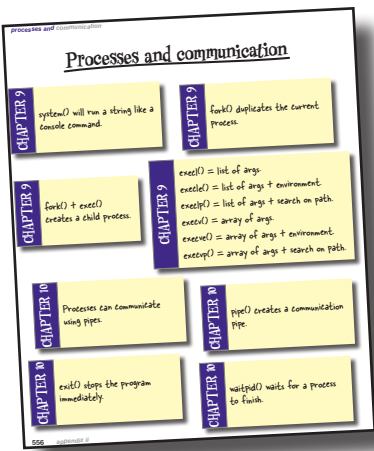 processes and communication
Processes and communication
CHAPTER 9
system() will run a string like a
console command.
CHAPTER 9
fork() duplicates the current
process.
CHAPTER 9
fork() + exec()
creates a child process.
CHAPTER 9
execl() = list of args.
execle() = list of args + environment.
execlp() = list of args + search on path.
execv() = array of args.
execve() = array of args + environment.
execvp() = array of args + search on path.
CHAPTER 10
Processes can communicate
using pipes.
CHAPTER 10
pipe() creates a communication
pipe.
CHAPTER 10
exit() stops the program
immediately.
CHAPTER 10
waitpid() waits for a process
to finish.
556 appendix ii